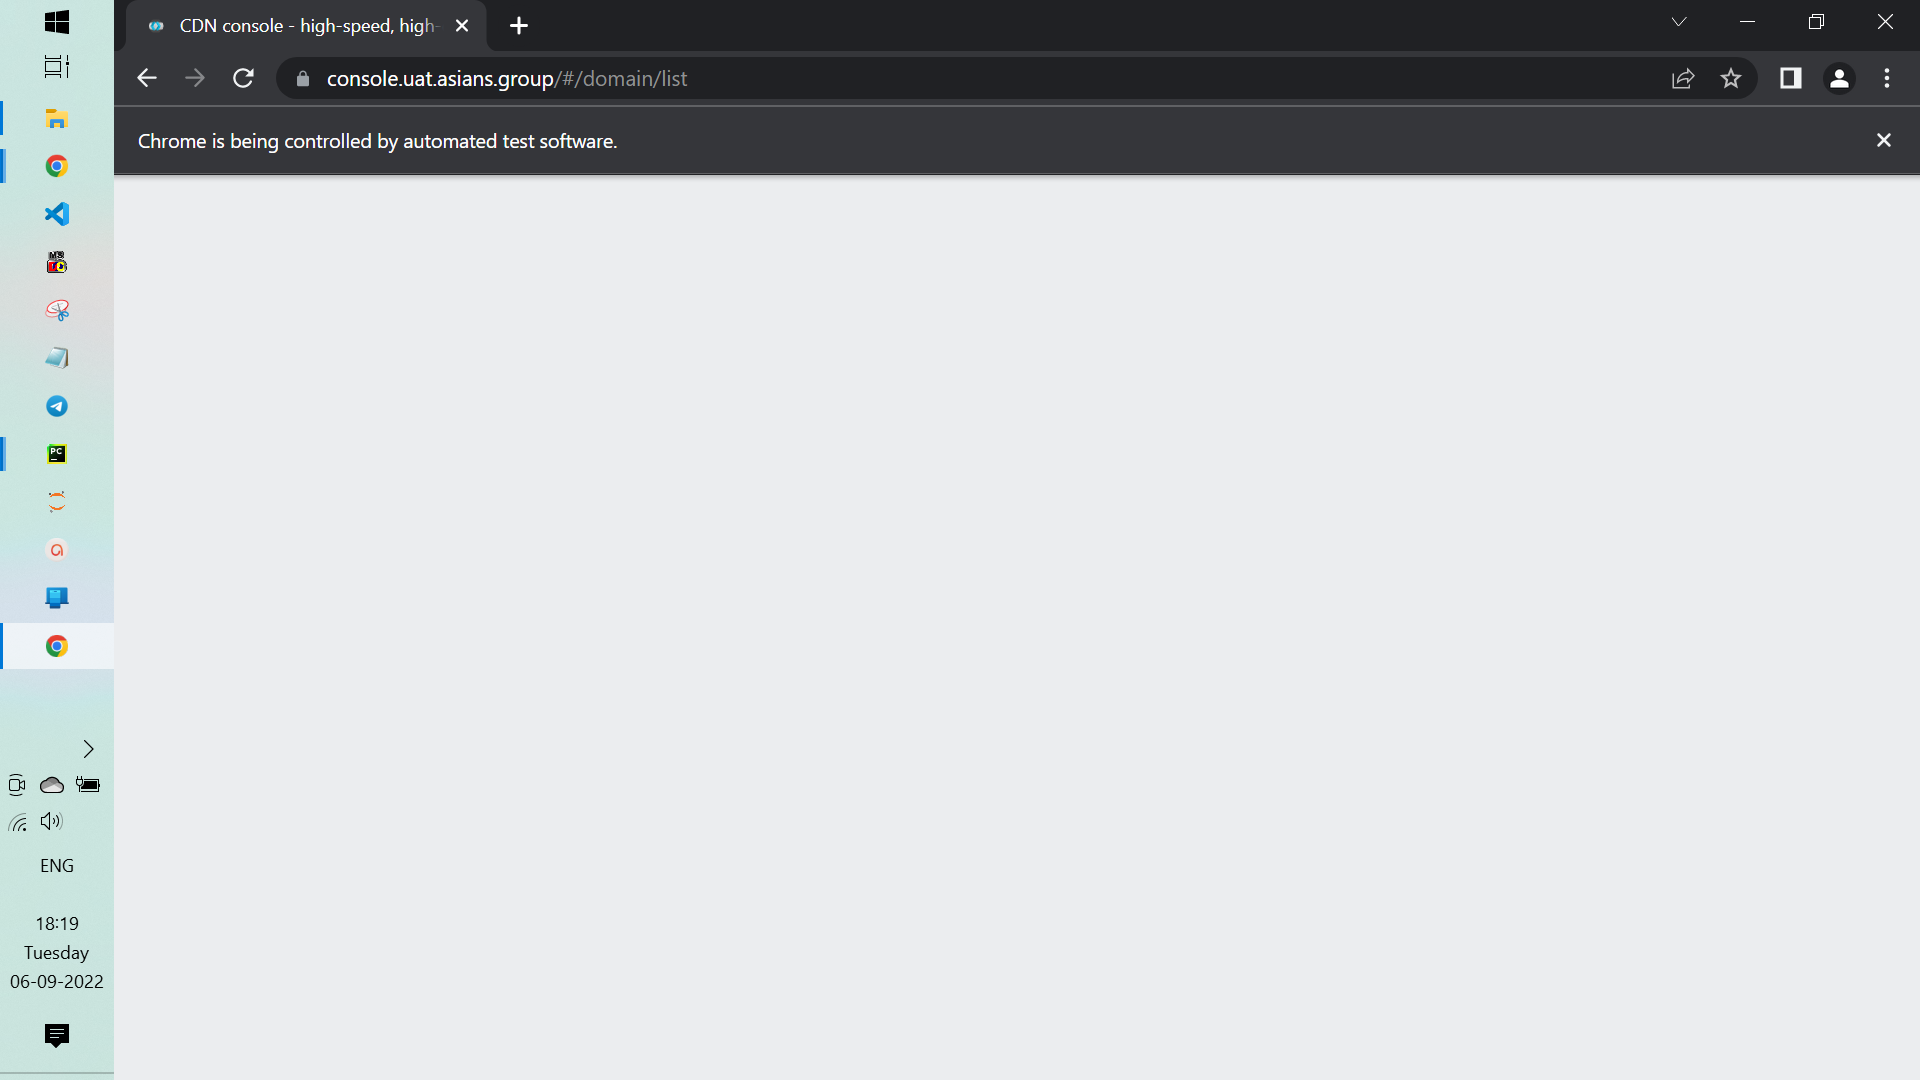 CDN console - high-speed, high-
console.uat.asians.group/#/domain/list
Chrome is being controlled by automated test software.
PC
ENG
18:19
Tuesday
06-09-2022